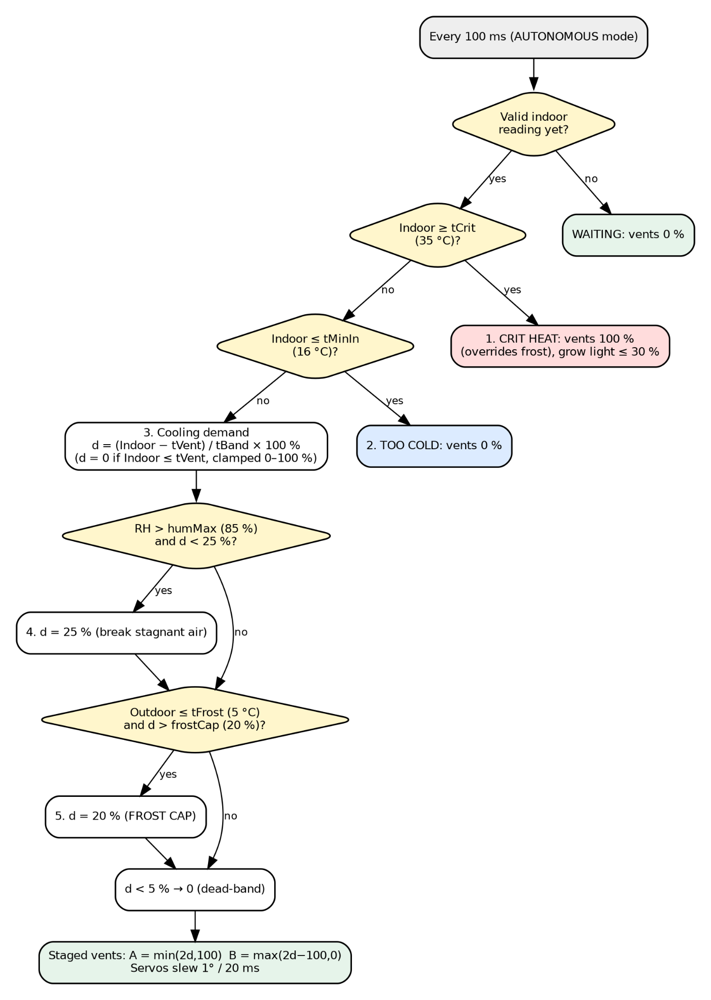 Every 100 ms (AUTONOMOUS mode)
Valid indoor
reading yet?
yes
no
Indoor ≥ tCrit
(35 °C)?
WAITING: vents 0 %
no
yes
Indoor ≤ tMinIn
(16 °C)?
1. CRIT HEAT: vents 100 %
(overrides frost), grow light ≤ 30 %
no
yes
3. Cooling demand
d = (Indoor − tVent) / tBand × 100 %
(d = 0 if Indoor ≤ tVent, clamped 0–100 %)
2. TOO COLD: vents 0 %
RH > humMax (85 %)
and d < 25 %?
yes
no
4. d = 25 % (break stagnant air)
Outdoor ≤ tFrost (5 °C)
and d > frostCap (20 %)?
yes
no
5. d = 20 % (FROST CAP)
d < 5 % → 0 (dead-band)
Staged vents: A = min(2d,100)  B = max(2d−100,0)
Servos slew 1° / 20 ms